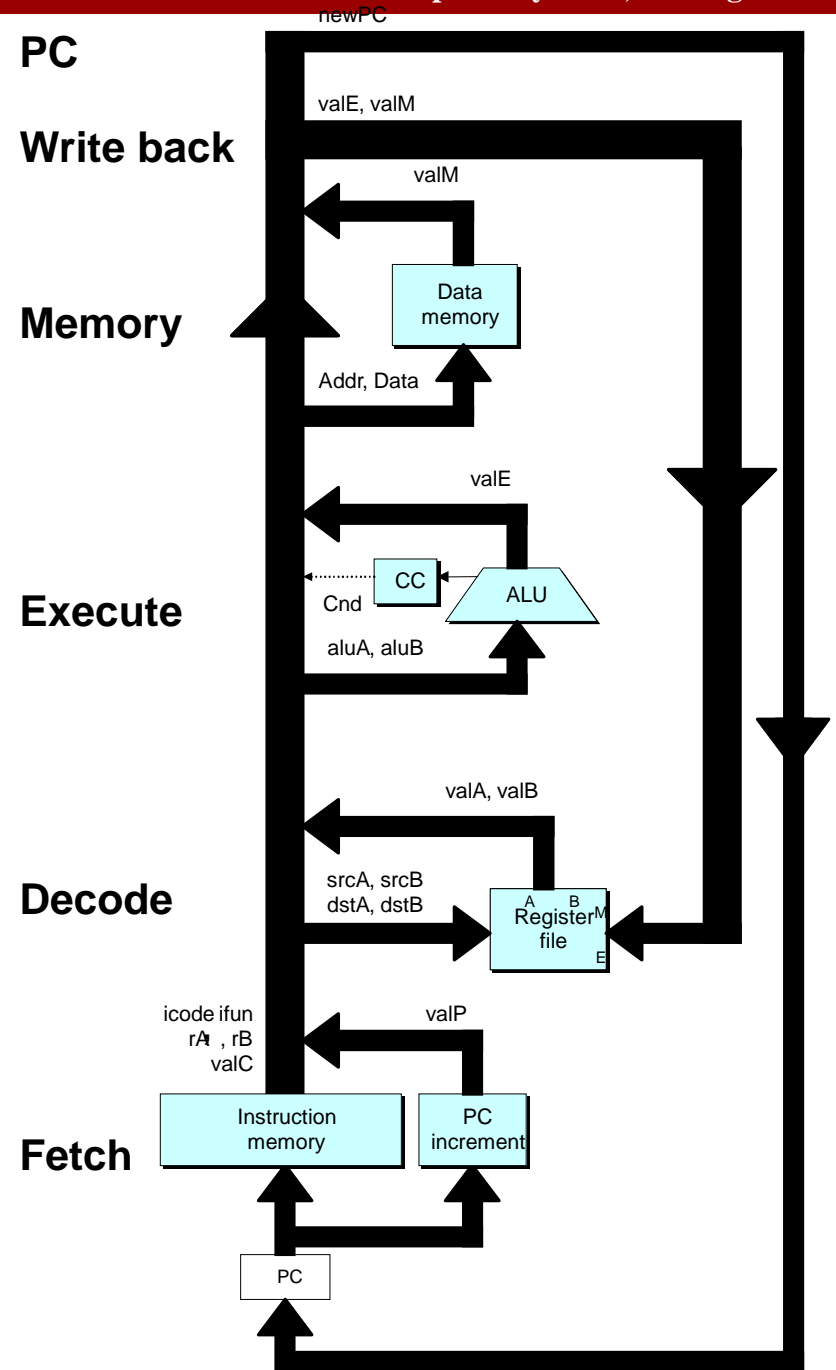 newPC
PC
valE, valM
Write back
valM
Data
memory
Memory
Addr, Data
valE
CC
ALU
Cnd
Execute
aluA, aluB
valA, valB
srcA, srcB
dstA, dstB
Decode
A B
Register M
file
E
icode ifun
rA , rB
valC
valP
Instruction
memory
PC
increment
Fetch
PC